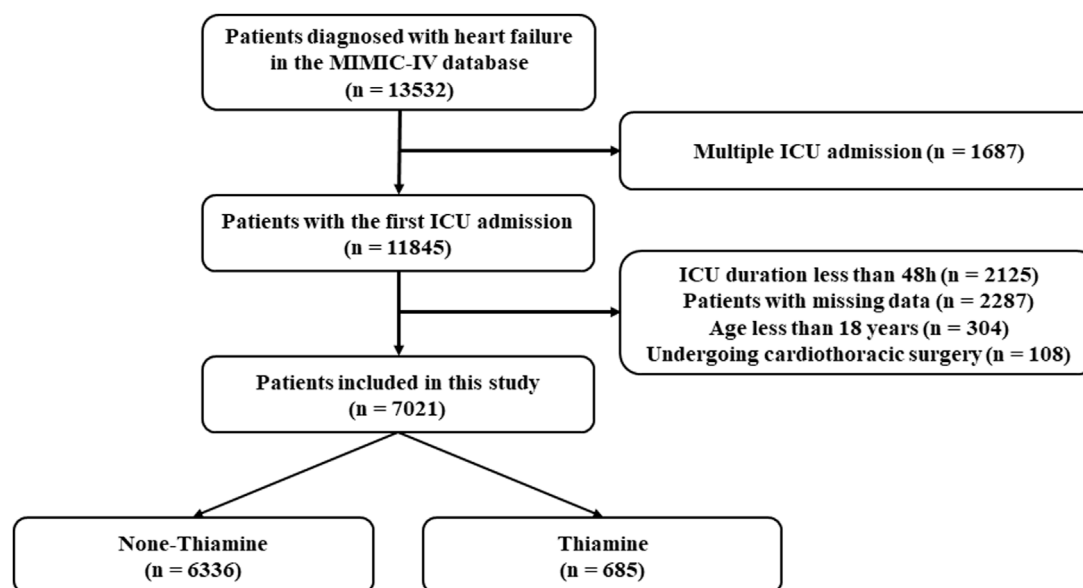 Patients diagnosed with heart failure
in the MIMIC-IV database
(n = 13532)
Multiple ICU admission (n = 1687)
Patients with the first ICU admission
(n = 11845)
ICU duration less than 48h (n = 2125)
Patients with missing data (n = 2287)
Age less than 18 years (n = 304)
Undergoing cardiothoracic surgery (n = 108)
Patients included in this study
(n = 7021)
None-Thiamine
(n = 6336)
Thiamine
(n = 685)